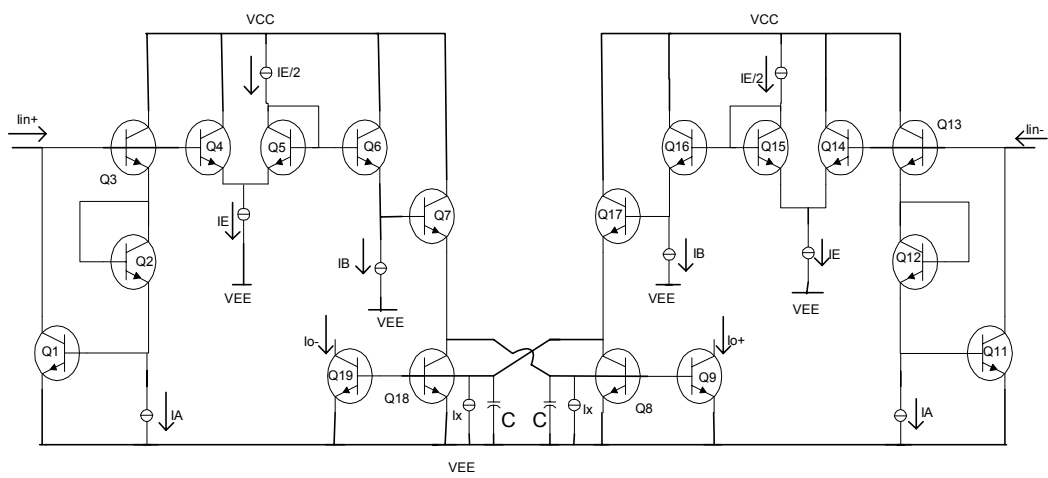 VCC
VCC
IE/2
IE/2
Iin+
Q13
Iin-
Q4
Q5
Q6
Q16
Q15
Q14
Q3
Q7
Q17
IE
IB
IB
IE
Q2
Q12
VEE
VEE
VEE
VEE
Io-
Io+
Q1
Q11
Q19
Q18
Q8
Q9
IA
Ix
C
C
Ix
IA
VEE